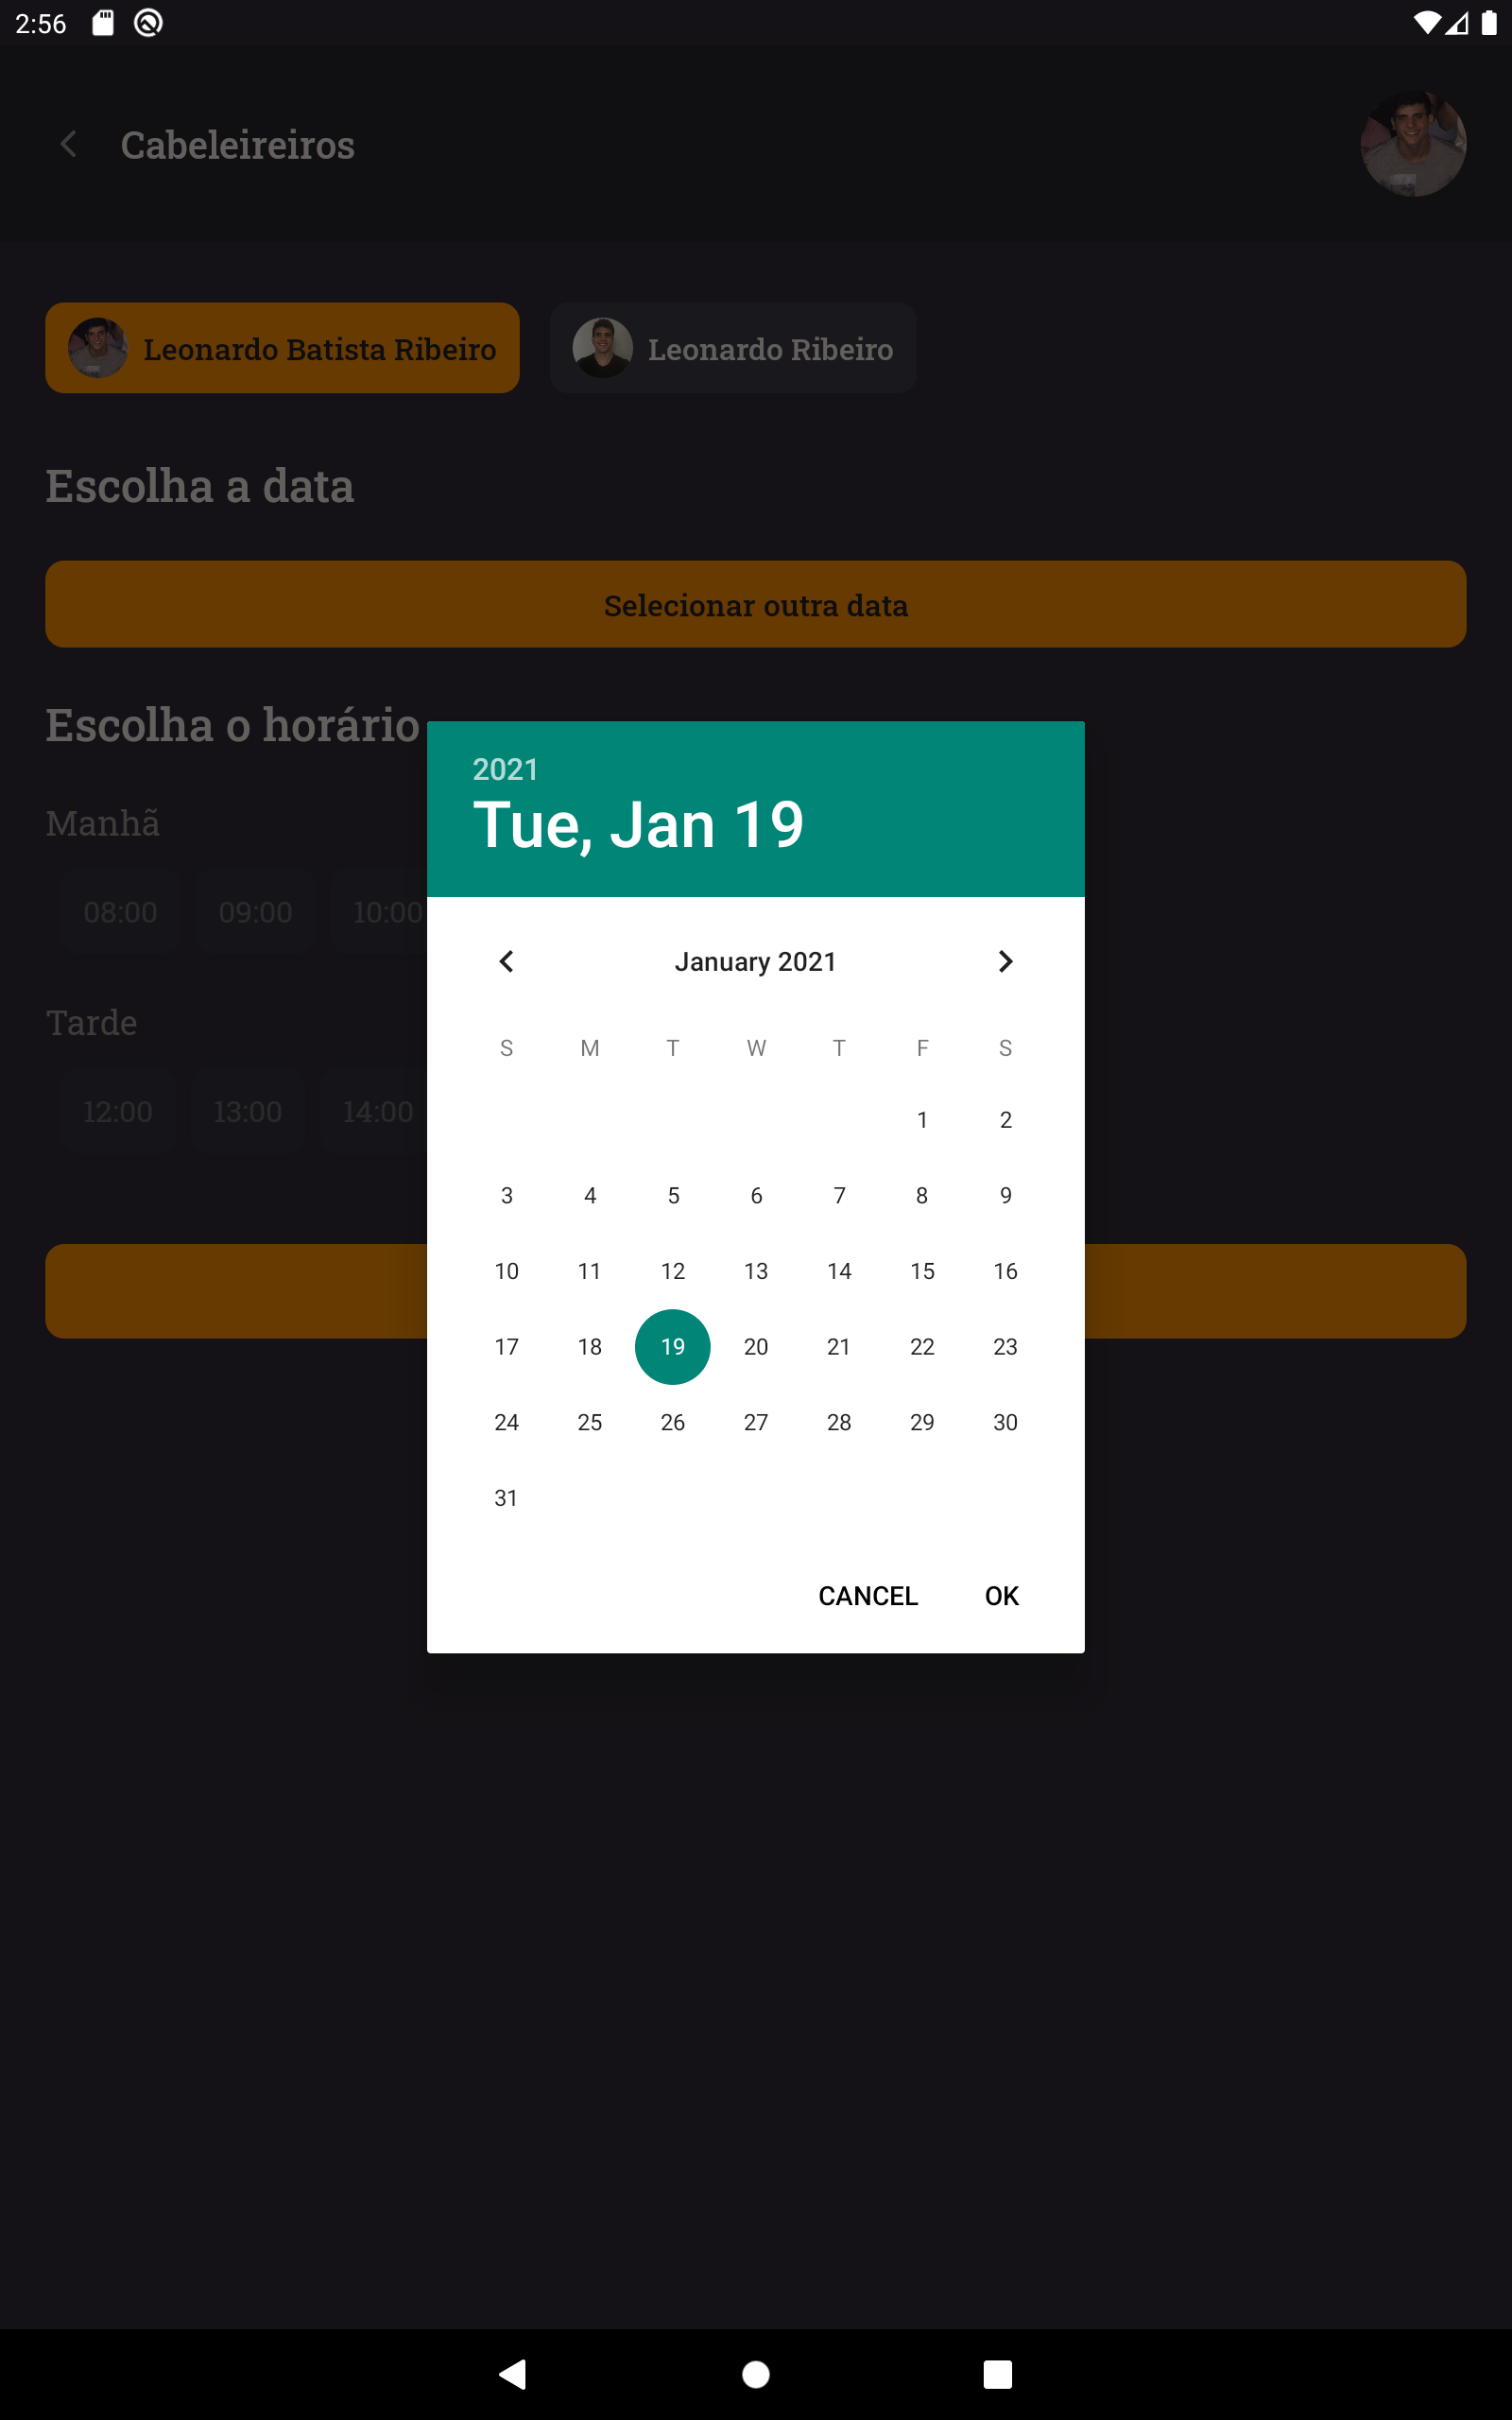 2:56
Cabeleireiros
Leonardo Batista Ribeiro Leonardo Ribeiro
Escolha a data
Selecionar outra data
Escolha o horário
2021
Tue, Jan 19
Manhã
08:00 09:00 10:00
January 2021
Tarde
S M T W T F S
12:00 13:00 14:00
1 2
3 4 5 6 7 8 9
10 11 12 13 14 15 16
17 18 19 20 21 22 23
24 25 26 27 28 29 30
31
CANCEL OK